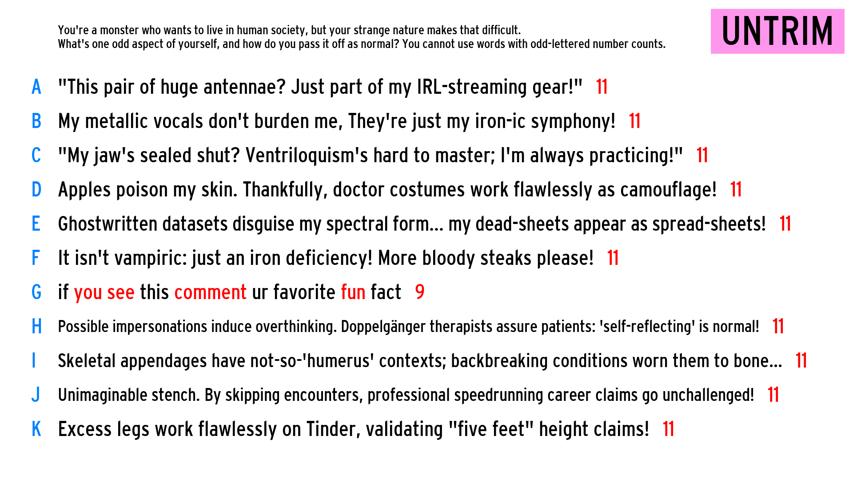 You're a monster who wants to live in human society, but your strange nature makes that difficult.
What's one odd aspect of yourself, and how do you pass it off as normal? You cannot use words with odd-lettered number counts.
UNTRIM
A "This pair of huge antennae? Just part of my IRL-streaming gear!" 11
B My metallic vocals don't burden me, They're just my iron-ic symphony! 11
C "My jaw's sealed shut? Ventriloquism's hard to master; I'm always practicing!" 11
D Apples poison my skin. Thankfully, doctor costumes work flawlessly as camouflage! 11
E Ghostwritten datasets disguise my spectral form... my dead-sheets appear as spread-sheets! 11
F It isn't vampiric: just an iron deficiency! More bloody steaks please! 11
G if you see this comment ur favorite fun fact 9
H Possible impersonations induce overthinking. Doppelgänger therapists assure patients: 'self-reflecting' is normal! 11
I Skeletal appendages have not-so-'humerus' contexts; backbreaking conditions worn them to bone... 11
J Unimaginable stench. By skipping encounters, professional speedrunning career claims go unchallenged! 11
K Excess legs work flawlessly on Tinder, validating "five feet" height claims! 11